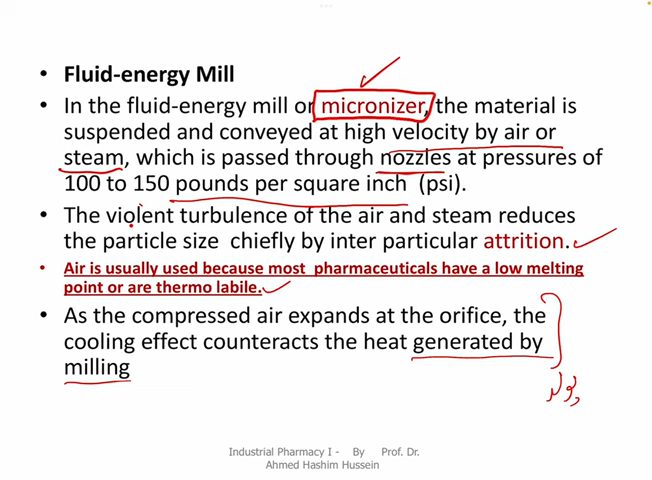 • Fluid-energy Mill
• In the fluid-energy mill or micronizer, the material is
suspended and conveyed at high velocity by air or
steam, which is passed through nozzles at pressures of
100 to 150 pounds per square inch (psi).
• The violent turbulence of the air and steam reduces
the particle size chiefly by inter particular attrition.
• Air is usually used because most pharmaceuticals have a low melting
point or are thermo labile.
• As the compressed air expands at the orifice, the
cooling effect counteracts the heat generated by
milling
Industrial Pharmacy I - By Prof. Dr.
Ahmed Hashim Hussein